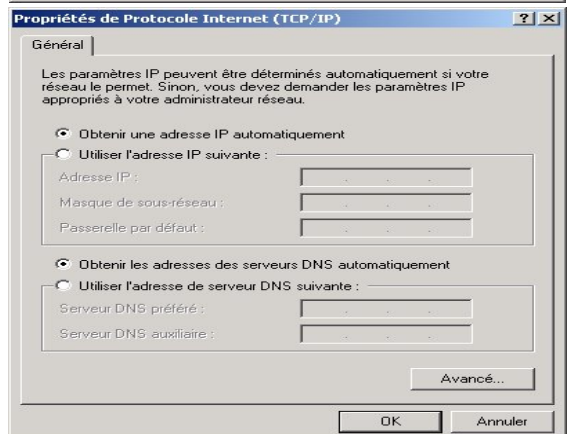 Propriétés de Protocole Internet (TCP/IP)
Général
Les paramètres IP peuvent être déterminés automatiquement si votre
réseau le permet. Sinon, vous devez demander les paramètres IP
appropriés à votre administrateur réseau.
Obtenir une adresse IP automatiquement
Utiliser l'adresse IP suivante :
Adresse IP :
Masque de sous-réseau :
Passerelle par défaut :
Obtenir les adresses des serveurs DNS automatiquement
Utiliser l'adresse de serveur DNS suivante :
Serveur DNS préféré :
Serveur DNS auxiliaire :
Avancé...
OK
Annuler